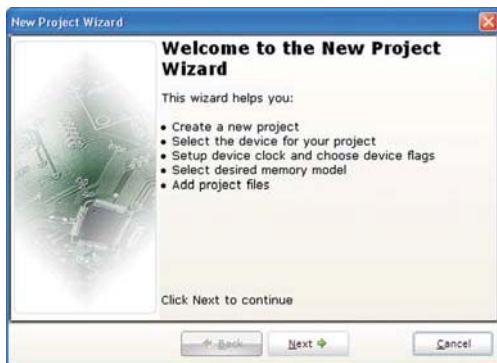 New Project Wizard
Welcome to the New Project
Wizard
This wizard helps you:
• Create a new project
• Select the device for your project
• Setup device clock and choose device flags
• Select desired memory model
• Add project files
Click Next to continue
Back
Next
Cancel